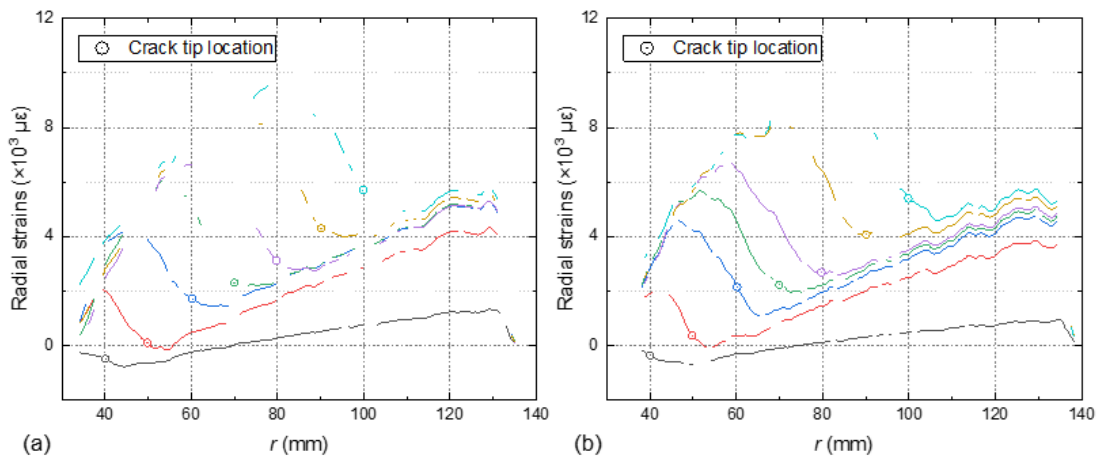 12
8
4
0
Radial strains (×10³ µε)
Crack tip location
40 60 80 100 120 140
(a)
r (mm)
12
8
4
0
Radial strains (×10³ µε)
Crack tip location
40 60 80 100 120 140
(b)
r (mm)